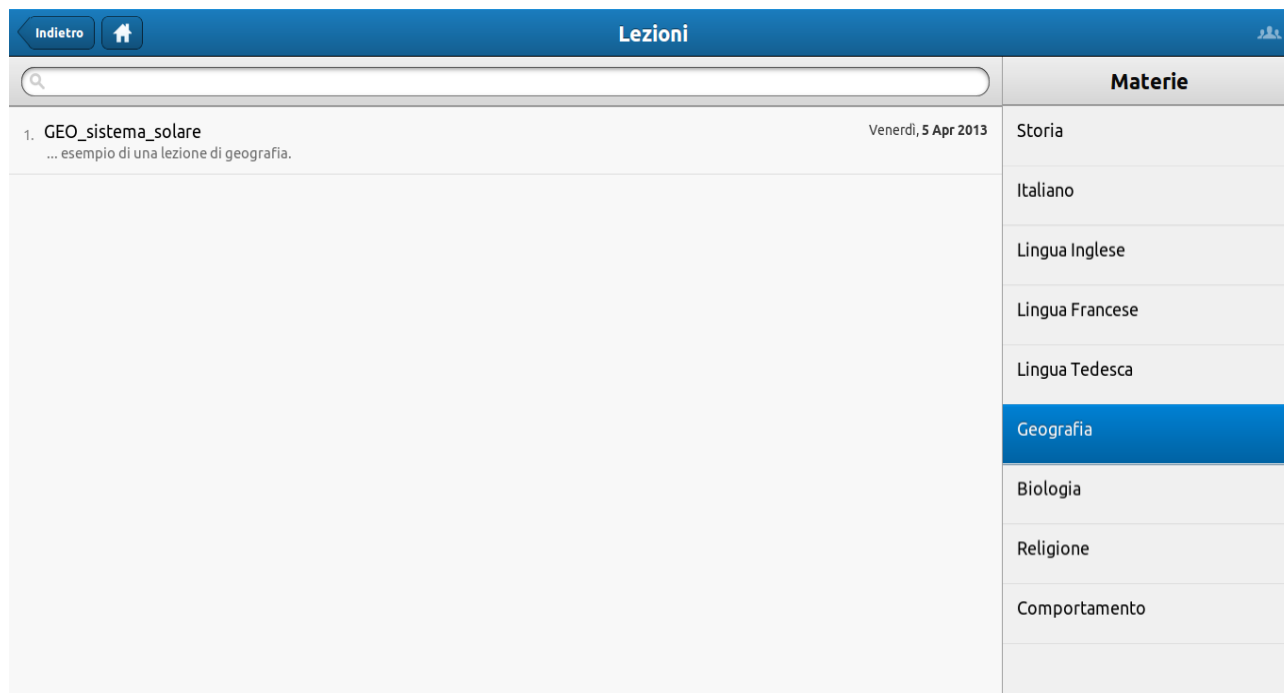 Indietro
Lezioni
Materie
1. GEO_sistema_solare
Venerdì, 5 Apr 2013
... esempio di una lezione di geografia.
Storia
Italiano
Lingua Inglese
Lingua Francese
Lingua Tedesca
Geografia
Biologia
Religione
Comportamento